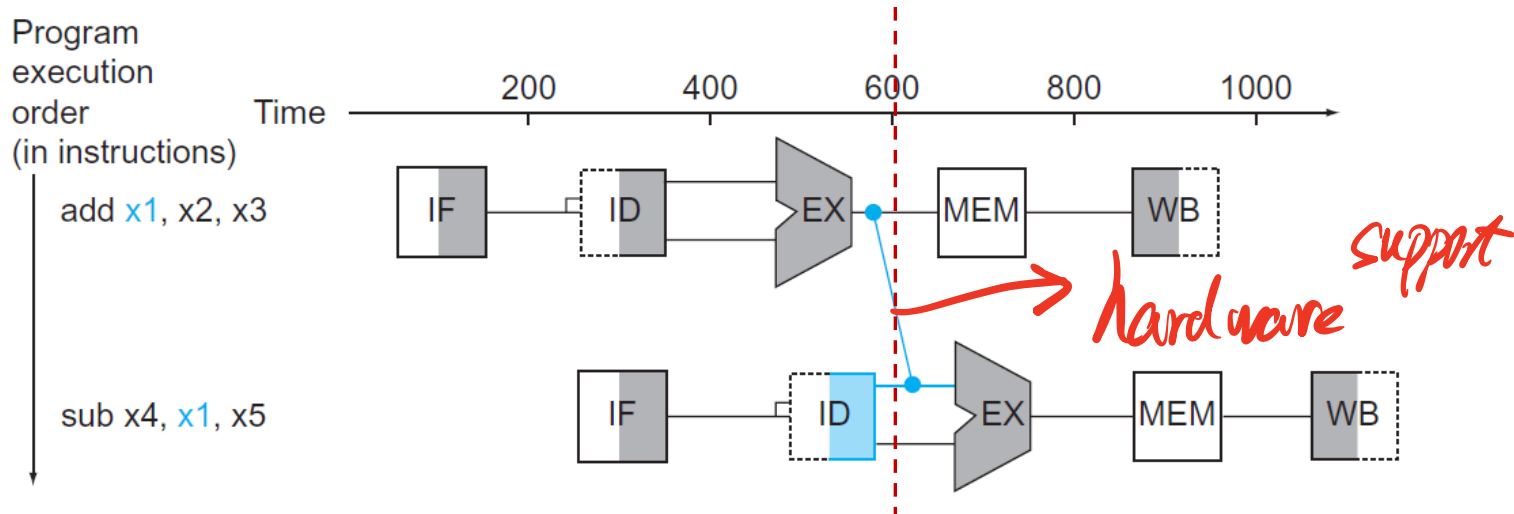 Program
execution
order
(in instructions)
Time
200 400 600 800 1000
add x1, x2, x3
IF ID EX MEM WB
support
hardware
sub x4, x1, x5
IF ID EX MEM WB